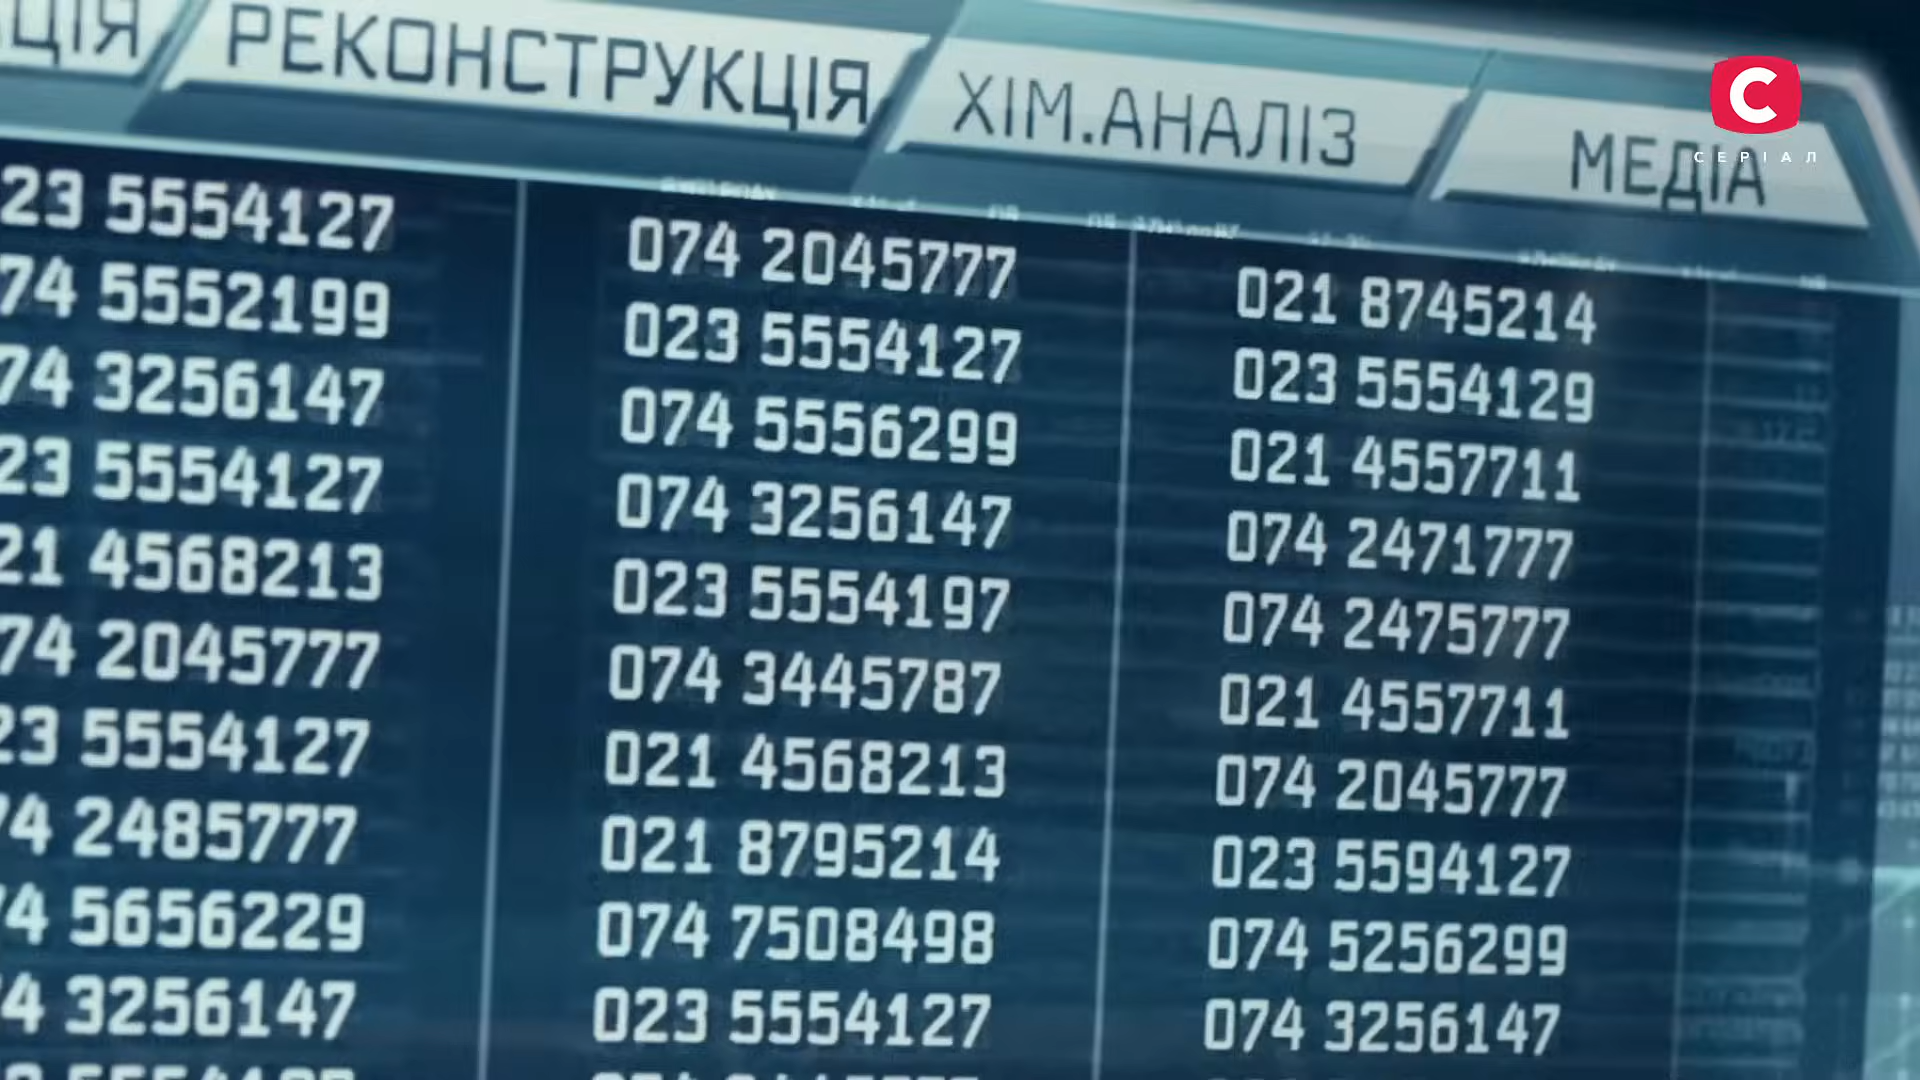 ЦІЯ РЕКОНСТРУКЦІЯ ХІМ.АНАЛІЗ МЕДІА
С
СЕРІАЛ
23 5554127 074 2045777 021 8745214
74 5552199 023 5554127 023 5554129
74 3256147 074 5556299 021 4557711
23 5554127 074 3256147 074 2471777
21 4568213 023 5554197 074 2475777
74 2045777 074 3445787 021 4557711
23 5554127 021 4568213 074 2045777
74 2485777 021 8795214 023 5594127
74 5656229 074 7508498 074 5256299
4 3256147 023 5554127 074 3256147